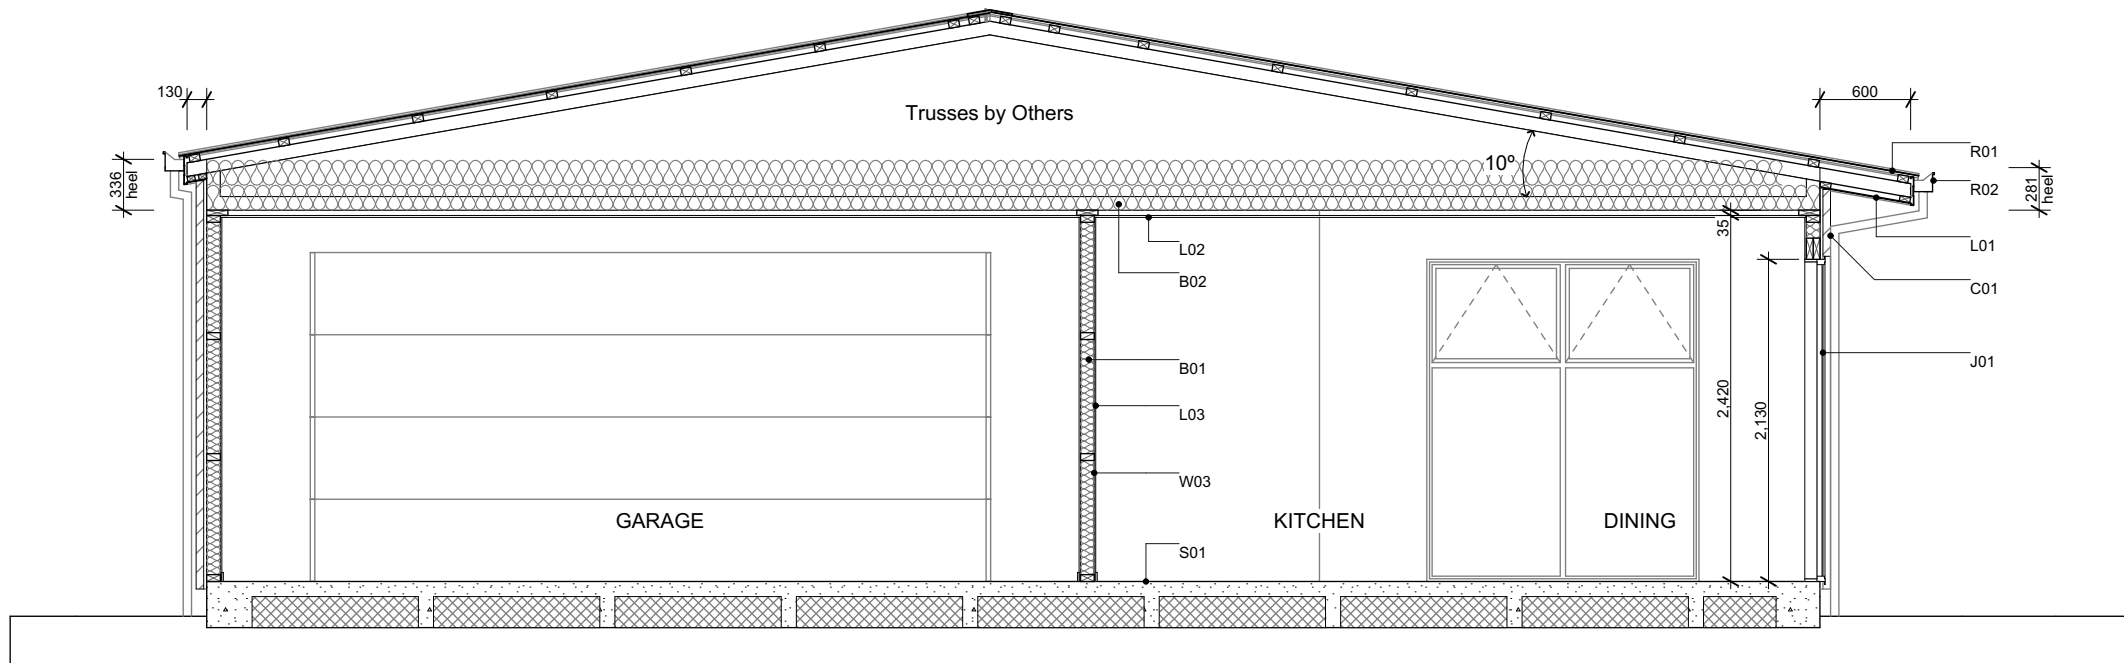 130
600
Trusses by Others
336
heel
10º
R01
R02
281
heel
35
L02
L01
B02
C01
B01
J01
L03
2,420
2,130
W03
GARAGE
KITCHEN
DINING
S01